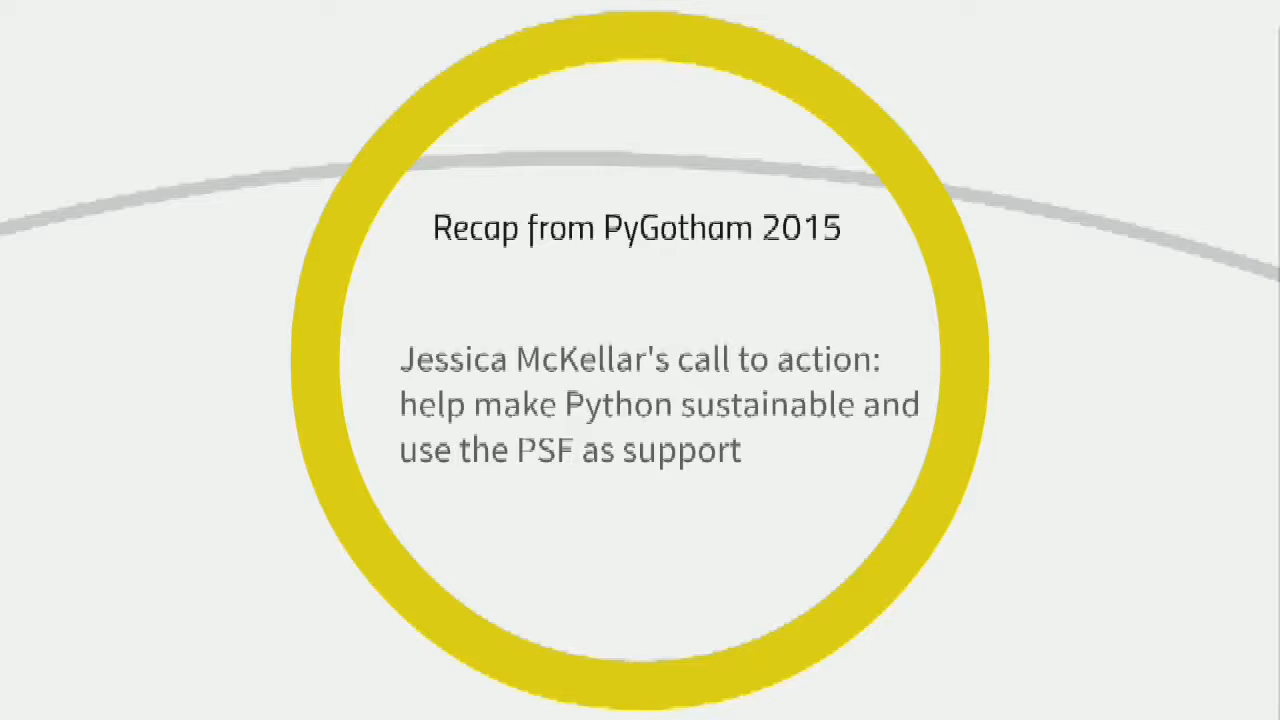 Recap from PyGotham 2015
Jessica McKellar's call to action:
help make Python sustainable and
use the PSF as support